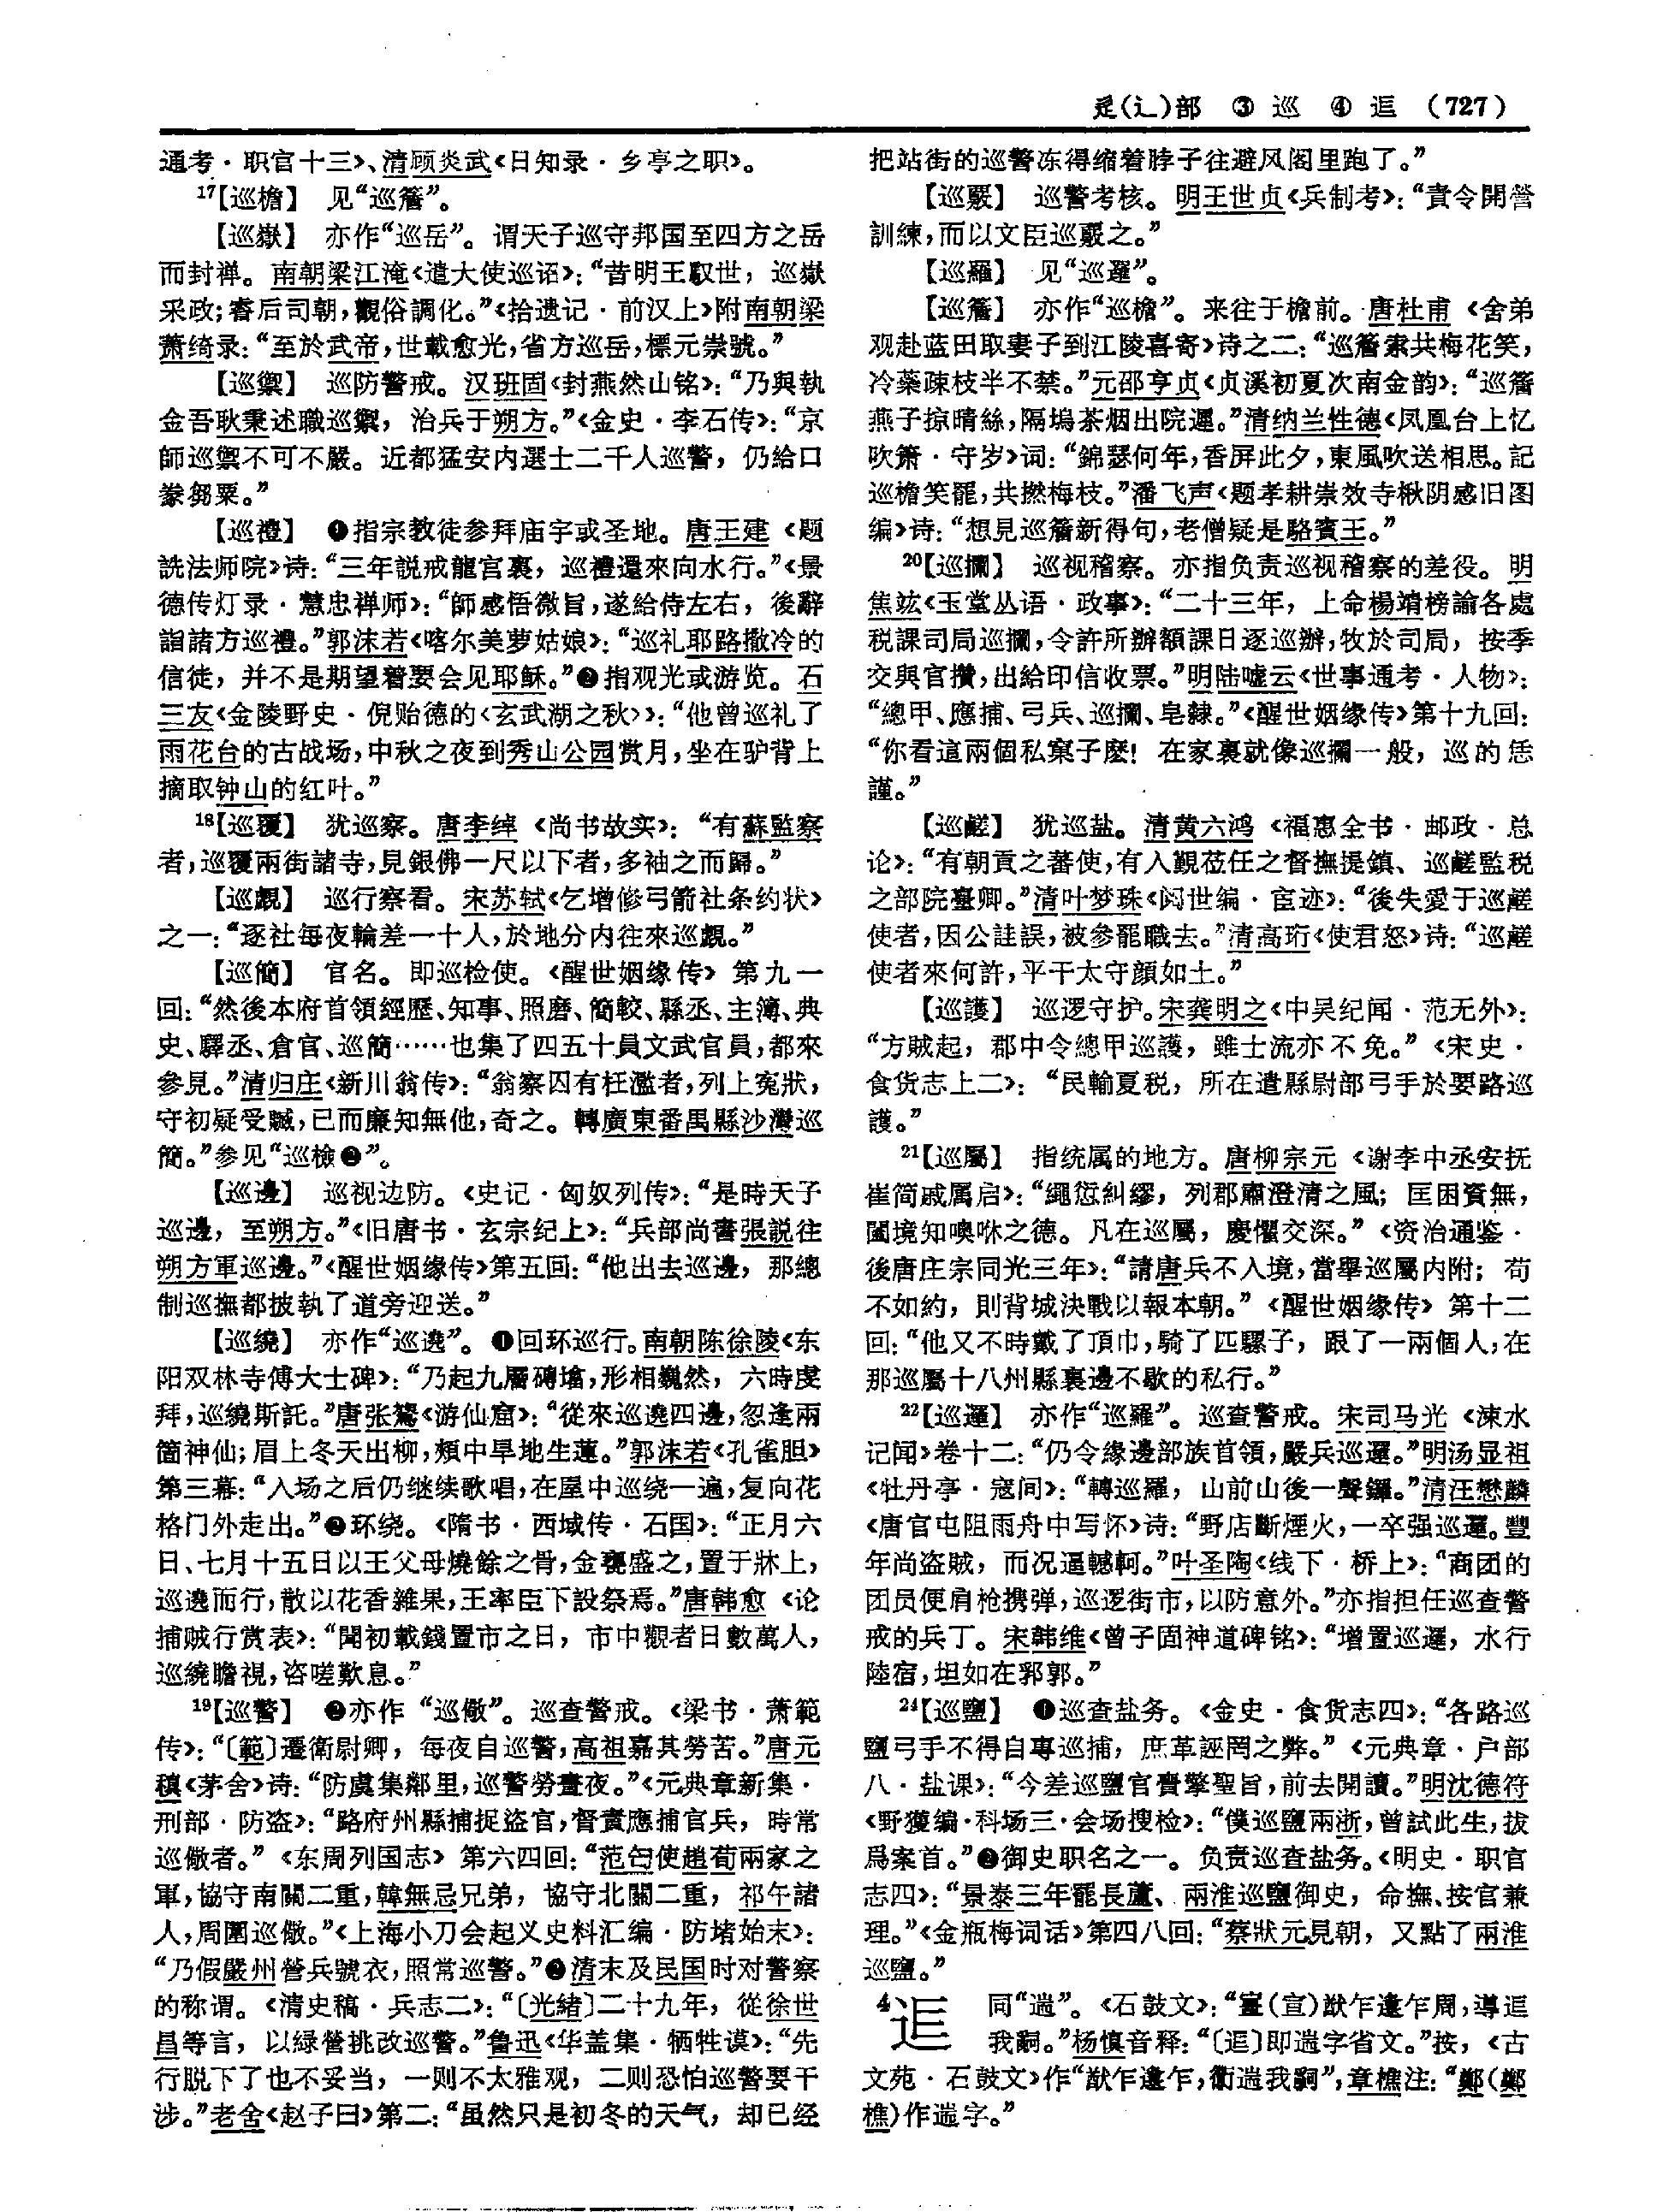 辵(辶)部 ③ 巡 ④ 𨒌 (727)
通考·职官十三》、清顾炎武《日知录·乡亭之职》。
17【巡檐】 见“巡簷”。
【巡嶽】 亦作“巡岳”。谓天子巡守邦国至四方之岳
而封禅。南朝梁江淹《遣大使巡诏》：“昔明王馭世，巡嶽
采政；睿后司朝，觀俗調化。”《拾遗记·前汉上》附南朝梁
萧绮录：“至於武帝，世載愈光，省方巡岳，標元崇號。”
【巡禦】 巡防警戒。汉班固《封燕然山铭》：“乃與執
金吾耿秉述職巡禦，治兵于朔方。”《金史·李石传》：“京
師巡禦不可不嚴。近都猛安内選士二千人巡警，仍給口
豢芻粟。”
【巡禮】 ❶指宗教徒参拜庙宇或圣地。唐王建《题
詵法师院》诗：“三年説戒龍宫裏，巡禮還來向水行。”《景
德传灯录·慧忠禅师》：“師感悟微旨，遂給侍左右，後辭
詣諸方巡禮。”郭沫若《喀尔美萝姑娘》：“巡礼耶路撒冷的
信徒，并不是期望着要会见耶稣。”❷指观光或游览。石
三友《金陵野史·倪贻德的〈玄武湖之秋〉》：“他曾巡礼了
雨花台的古战场，中秋之夜到秀山公园赏月，坐在驴背上
摘取钟山的红叶。”
18【巡覆】 犹巡察。唐李绰《尚书故实》：“有蘇監察
者，巡覆兩街諸寺，見銀佛一尺以下者，多袖之而歸。”
【巡覷】 巡行察看。宋苏轼《乞增修弓箭社条约状》
之一：“逐社每夜輪差一十人，於地分内往來巡覷。”
【巡簡】 官名。即巡检使。《醒世姻缘传》第九一
回：“然後本府首領經歷、知事、照磨、簡較、縣丞、主簿、典
史、驛丞、倉官、巡簡……也集了四五十員文武官員，都來
參見。”清归庄《新川翁传》：“翁察囚有枉濫者，列上寃狀，
守初疑受贓，已而廉知無他，奇之。轉廣東番禺縣沙灣巡
簡。”参见“巡檢❷”。
【巡邊】 巡视边防。《史记·匈奴列传》：“是時天子
巡邊，至朔方。”《旧唐书·玄宗纪上》：“兵部尚書張説往
朔方軍巡邊。”《醒世姻缘传》第五回：“他出去巡邊，那總
制巡撫都披執了道旁迎送。”
【巡繞】 亦作“巡遶”。❶回环巡行。南朝陈徐陵《东
阳双林寺傅大士碑》：“乃起九層磚塔，形相巍然，六時虔
拜，巡繞斯託。”唐张鷟《游仙窟》：“從來巡遶四邊，忽逢兩
箇神仙；眉上冬天出柳，頰中旱地生蓮。”郭沫若《孔雀胆》
第三幕：“入场之后仍继续歌唱，在屋中巡绕一遍，复向花
格门外走出。”❷环绕。《隋书·西域传·石国》：“正月六
日、七月十五日以王父母燒餘之骨，金甕盛之，置于牀上，
巡遶而行，散以花香雜果，王率臣下設祭焉。”唐韩愈《论
捕贼行赏表》：“聞初載錢置市之日，市中觀者日數萬人，
巡繞瞻視，咨嗟歎息。”
19【巡警】 ❷亦作“巡儆”。巡查警戒。《梁书·萧範
传》：“〔範〕遷衛尉卿，每夜自巡警，高祖嘉其勞苦。”唐元
稹《茅舍》诗：“防虞集鄰里，巡警勞晝夜。”《元典章新集·
刑部·防盗》：“路府州縣捕捉盗官，督責應捕官兵，時常
巡儆者。”《东周列国志》第六四回：“范匄使趙荀兩家之
軍，協守南關二重，韓無忌兄弟，協守北關二重，祁午諸
人，周圍巡儆。”《上海小刀会起义史料汇编·防堵始末》：
“乃假嚴州營兵號衣，照常巡警。”❷清末及民国时对警察
的称谓。《清史稿·兵志二》：“〔光緒〕二十九年，從徐世
昌等言，以緑營挑改巡警。”鲁迅《华盖集·牺牲谟》：“先
行脱下了也不妥当，一则不太雅观，二则恐怕巡警要干
涉。”老舍《赵子曰》第二：“虽然只是初冬的天气，却已经
把站街的巡警冻得缩着脖子往避风阁里跑了。”
【巡覈】 巡警考核。明王世贞《兵制考》：“責令開營
訓練，而以文臣巡覈之。”
【巡羅】 见“巡邏”。
【巡簷】 亦作“巡檐”。来往于檐前。唐杜甫《舍弟
观赴蓝田取妻子到江陵喜寄》诗之二：“巡簷索共梅花笑，
冷蕊疎枝半不禁。”元邵亨贞《贞溪初夏次南金韵》：“巡簷
燕子掠晴絲，隔塢茶烟出院遲。”清纳兰性德《凤凰台上忆
吹箫·守岁》词：“錦瑟何年，香屏此夕，東風吹送相思。記
巡檐笑罷，共撚梅枝。”潘飞声《题孝耕崇效寺楸阴感旧图
编》诗：“想見巡簷新得句，老僧疑是駱賓王。”
20【巡攔】 巡视稽察。亦指负责巡视稽察的差役。明
焦竑《玉堂丛语·政事》：“二十三年，上命楊靖榜諭各處
税課司局巡攔，令許所辦額課日逐巡辦，牧於司局，按季
交與官攢，出給印信收票。”明陆嘘云《世事通考·人物》：
“總甲、應捕、弓兵、巡攔、皂隸。”《醒世姻缘传》第十九回：
“你看這兩個私窠子麽！在家裏就像巡攔一般，巡的恁
謹。”
【巡鹺】 犹巡盐。清黄六鸿《福惠全书·邮政·总
论》：“有朝貢之蕃使，有入覲莅任之督撫提鎮、巡鹺監税
之部院臺卿。”清叶梦珠《阅世编·宦迹》：“後失愛于巡鹺
使者，因公詿誤，被參罷職去。”清高珩《使君怒》诗：“巡鹺
使者來何許，平干太守顔如土。”
【巡護】 巡逻守护。宋龚明之《中吴纪闻·范无外》：
“方賊起，郡中令總甲巡護，雖士流亦不免。”《宋史·
食货志上二》：“民輸夏税，所在遣縣尉部弓手於要路巡
護。”
21【巡屬】 指统属的地方。唐柳宗元《谢李中丞安抚
崔简戚属启》：“繩愆糾繆，列郡肅澄清之風；匡困資無，
闔境知噢咻之德。凡在巡屬，慶懼交深。”《资治通鉴·
後唐庄宗同光三年》：“請唐兵不入境，當舉巡屬内附；苟
不如約，則背城決戰以報本朝。”《醒世姻缘传》第十二
回：“他又不時戴了頂巾，騎了匹騾子，跟了一兩個人，在
那巡屬十八州縣裏邊不歇的私行。”
22【巡邏】 亦作“巡羅”。巡查警戒。宋司马光《涑水
记闻》卷十二：“仍令緣邊部族首領，嚴兵巡邏。”明汤显祖
《牡丹亭·寇间》：“轉巡羅，山前山後一聲鑼。”清汪懋麟
《唐官屯阻雨舟中写怀》诗：“野店斷煙火，一卒强巡邏。豐
年尚盗賊，而况逼轗軻。”叶圣陶《线下·桥上》：“商团的
团员便肩枪携弹，巡逻街市，以防意外。”亦指担任巡查警
戒的兵丁。宋韩维《曾子固神道碑铭》：“增置巡邏，水行
陸宿，坦如在郛郭。”
24【巡鹽】 ❶巡查盐务。《金史·食货志四》：“各路巡
鹽弓手不得自專巡捕，庶革誣罔之弊。”《元典章·户部
八·盐课》：“今差巡鹽官賫擎聖旨，前去開讀。”明沈德符
《野獲编·科场三·会场搜检》：“僕巡鹽兩浙，曾試此生，拔
爲案首。”❷御史职名之一。负责巡查盐务。《明史·职官
志四》：“景泰三年罷長蘆、兩淮巡鹽御史，命撫、按官兼
理。”《金瓶梅词话》第四八回：“蔡狀元見朝，又點了兩淮
巡鹽。”
4 𨒌 同“遄”。《石鼓文》：“（宣）猷乍邍乍周，導𨒌
我嗣。”杨慎音释：“〔𨒌〕即遄字省文。”按，《古
文苑·石鼓文》作“猷乍邍乍，衜遄我嗣”，章樵注：“鄭（鄭
樵）作遄字。”